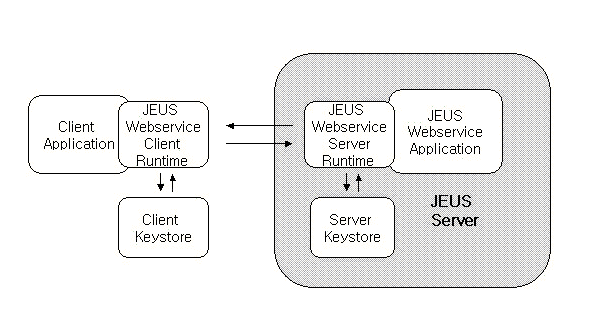 Client
Application
JEUS
Webservice
Client
Runtime
JEUS
Webservice
Server
Runtime
JEUS
Webservice
Application
Client
Keystore
Server
Keystore
JEUS
Server